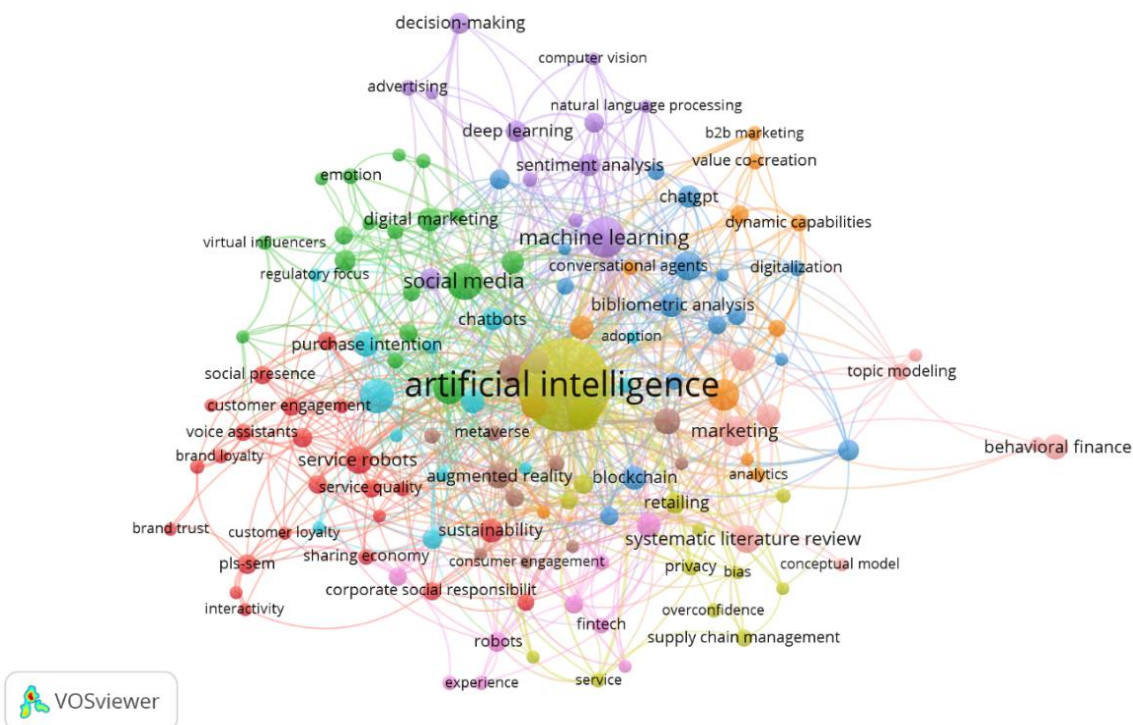 decision-making
computer vision
advertising
natural language processing
deep learning
b2b marketing
sentiment analysis
value co-creation
emotion
chatgpt
digital marketing
dynamic capabilities
virtual influencers
machine learning
regulatory focus
conversational agents
digitalization
social media
bibliometric analysis
chatbots
adoption
purchase intention
social presence
topic modeling
artificial intelligence
customer engagement
voice assistants
metaverse
marketing
behavioral finance
brand loyalty
service robots
augmented reality
blockchain
analytics
service quality
retailing
brand trust
customer loyalty
sustainability
systematic literature review
sharing economy
consumer engagement
pls-sem
privacy
bias
conceptual model
corporate social responsibilit
interactivity
fintech
overconfidence
robots
supply chain management
experience
service
VOSviewer